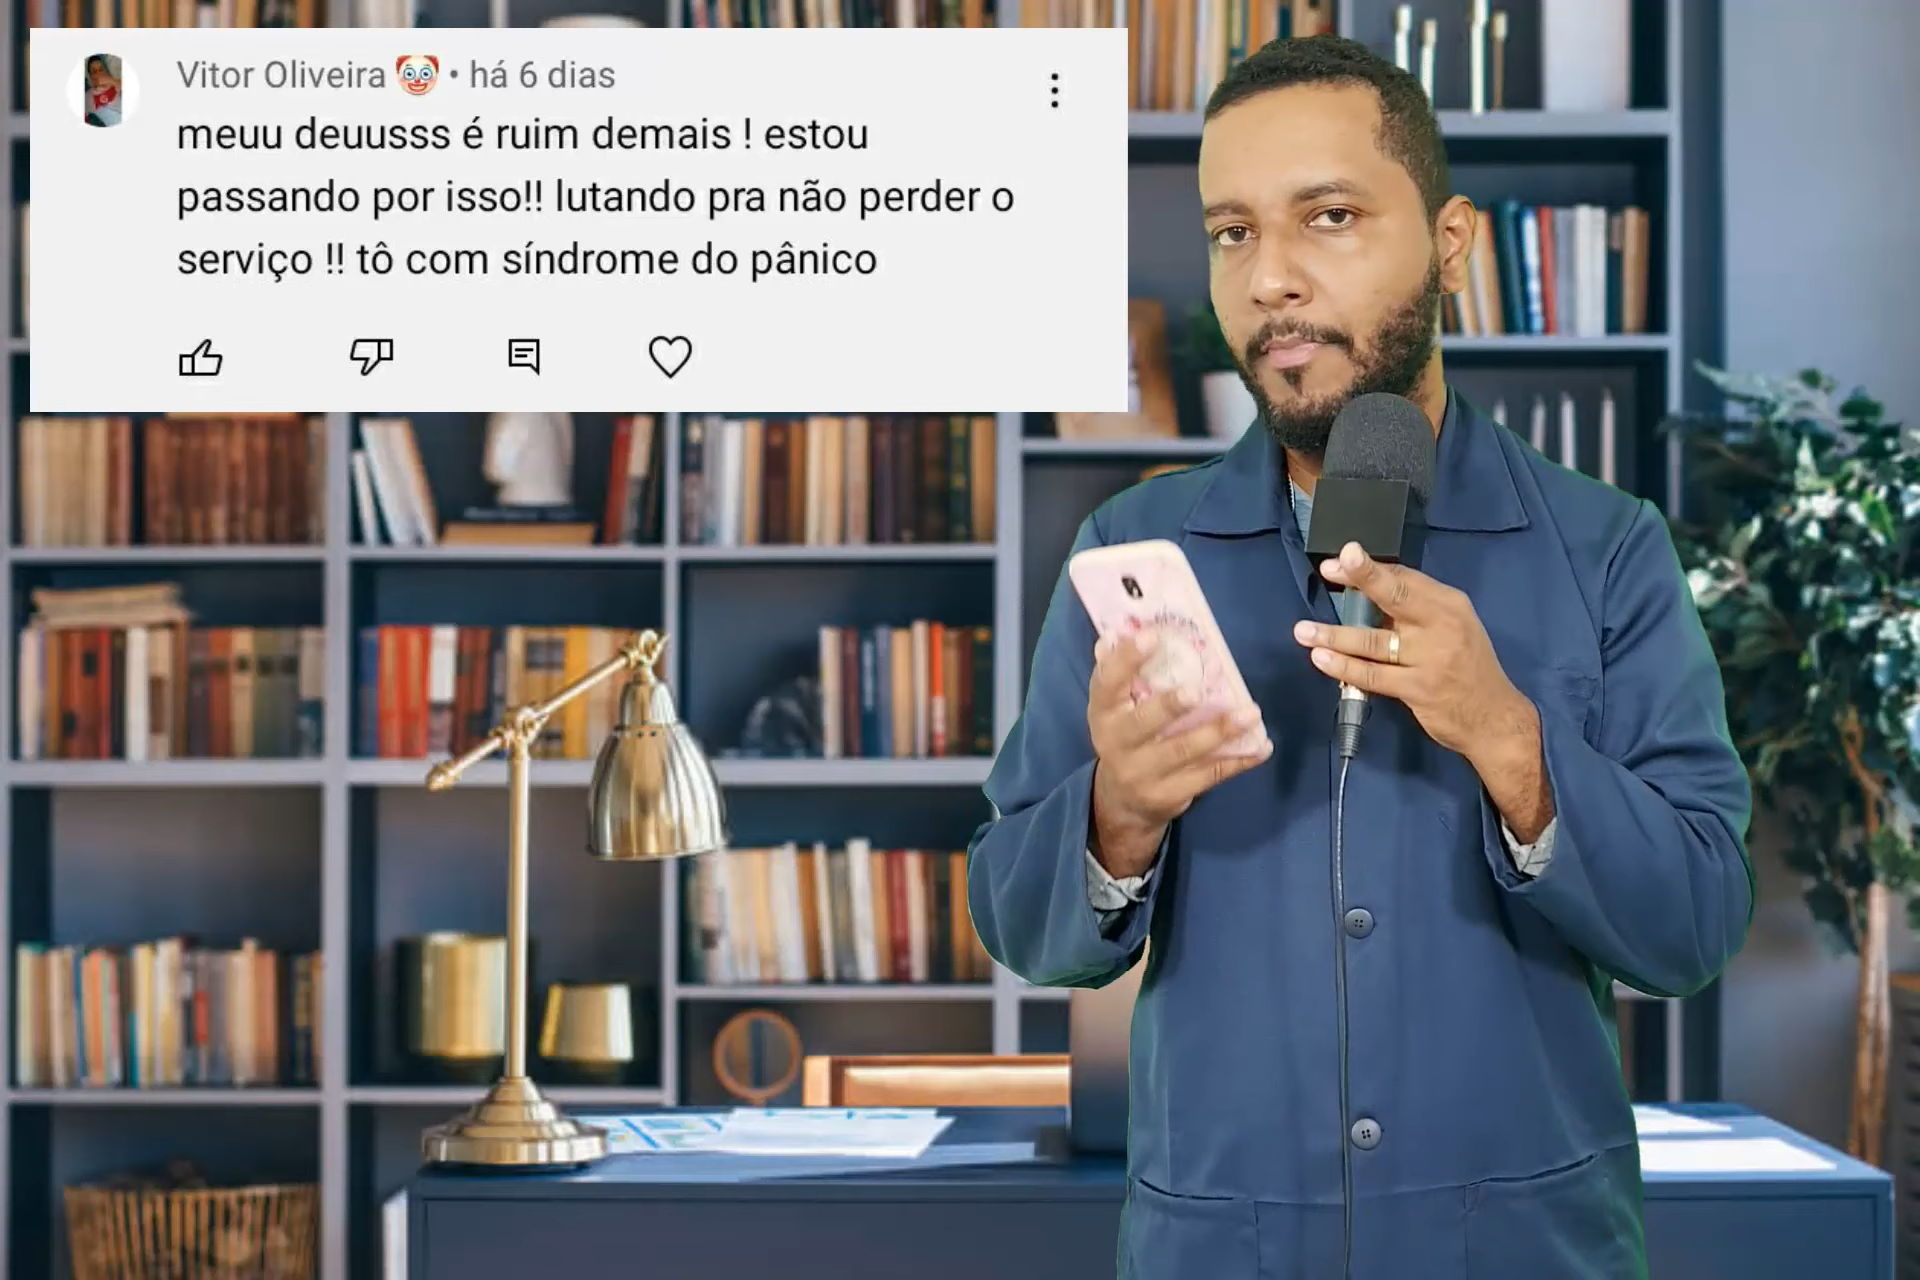 Vitor Oliveira 🤡 • há 6 dias
meuu deuusss é ruim demais ! estou
passando por isso!! lutando pra não perder o
serviço !! tô com síndrome do pânico